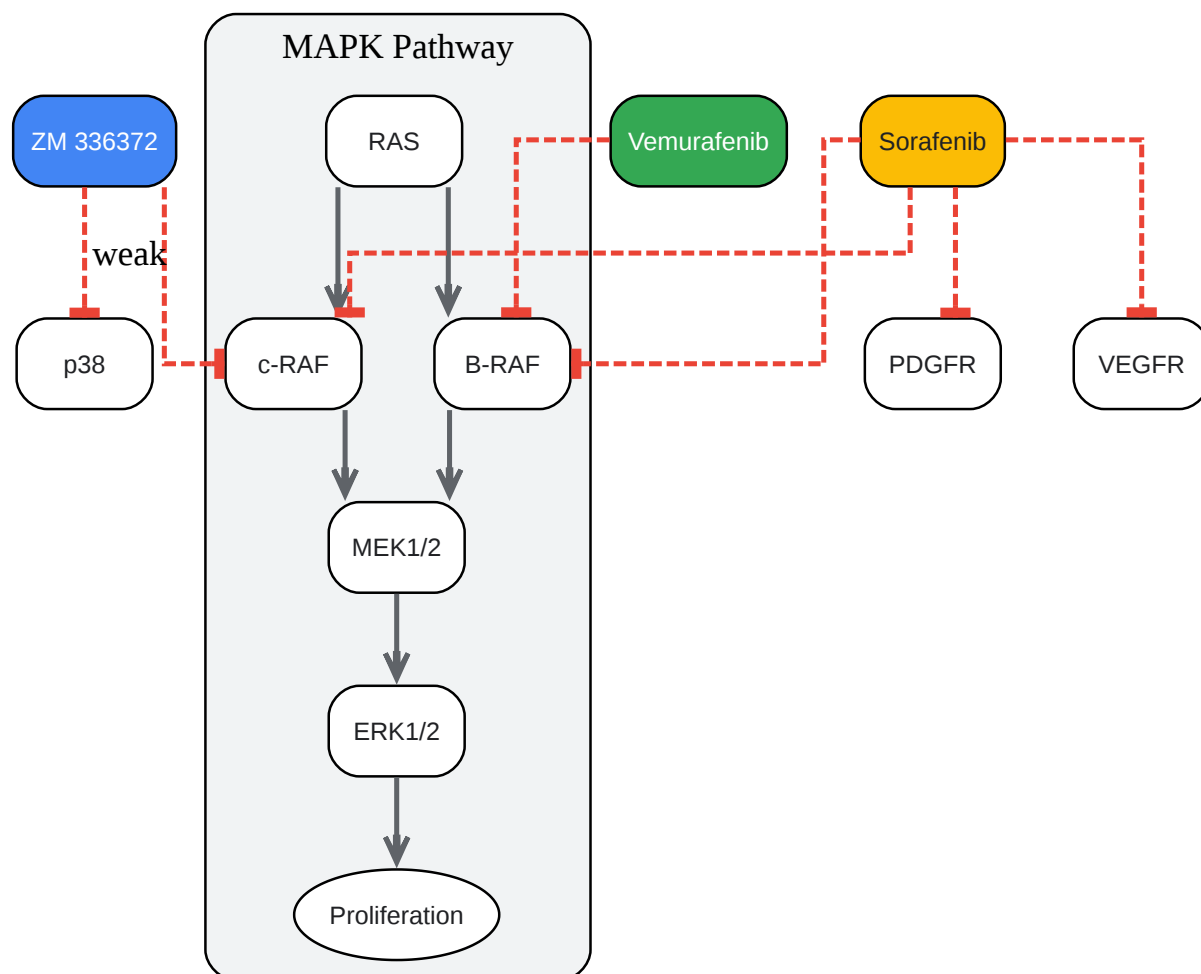 MAPK Pathway
ZM 336372
RAS
Vemurafenib
Sorafenib
weak
p38
c-RAF
B-RAF
PDGFR
VEGFR
MEK1/2
ERK1/2
Proliferation